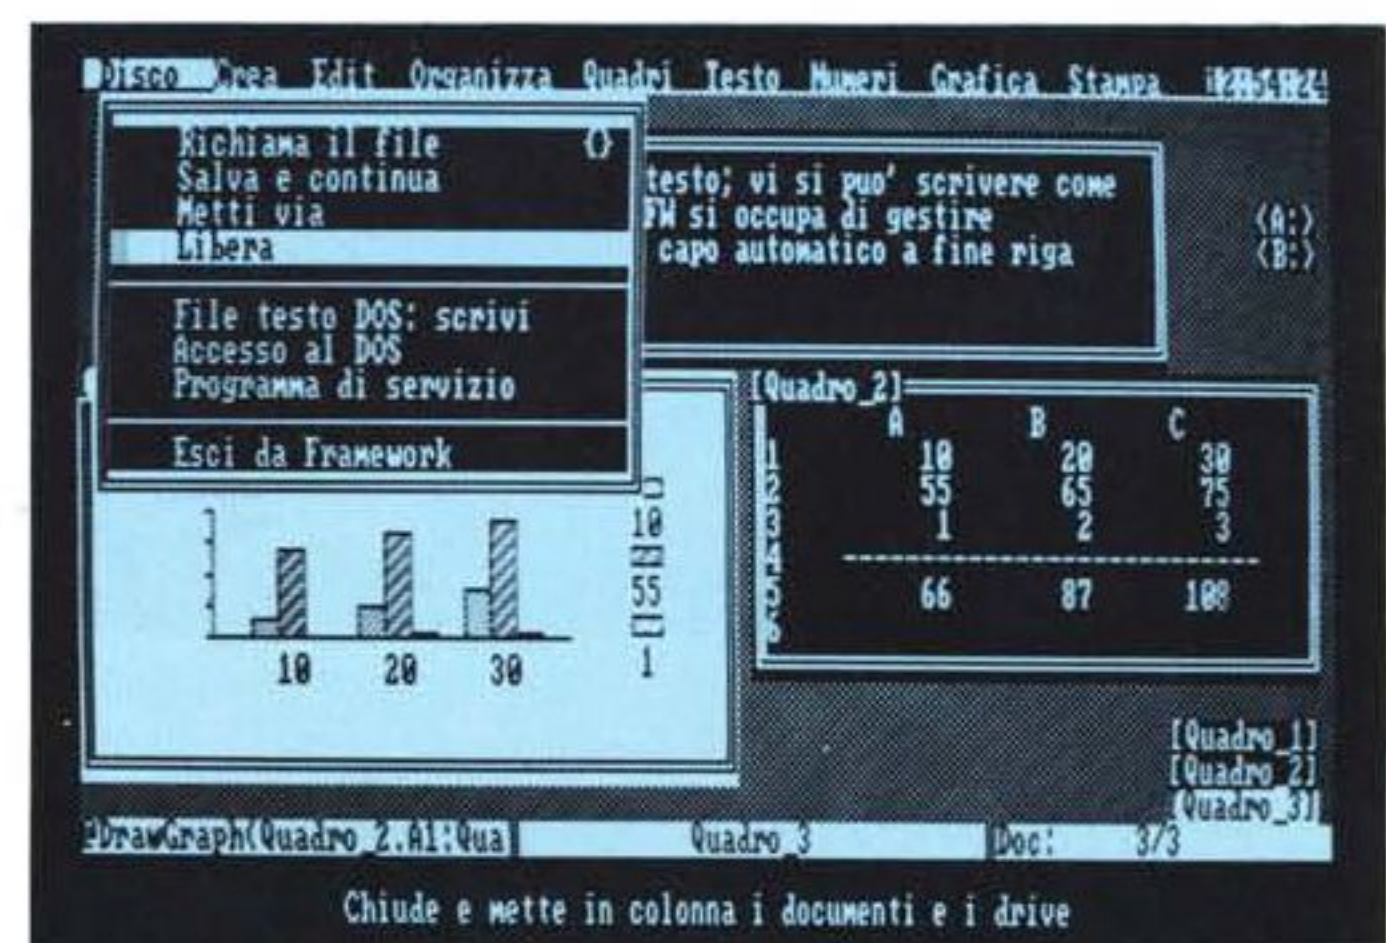 Disco Crea Edit Organizza Quadri Testo Numeri Grafica Stampa
Richiama il file {}
Salva e continua
Metti via
Libera
File testo DOS: scrivi
Accesso al DOS
Programma di servizio
Esci da Framework
testo; vi si puo' scrivere come
FW si occupa di gestire
capo automatico a fine riga
<A:>
<B:>
[Quadro_2]
A B C
1 10 20 30
2 55 65 75
3 1 2 3
4
5 66 87 108
6
10
55
1
10 20 30
[Quadro_1]
[Quadro_2]
[Quadro_3]
@DrawGraph(Quadro_2.A1:Qua Quadro_3 Doc: 3/3
Chiude e mette in colonna i documenti e i drive